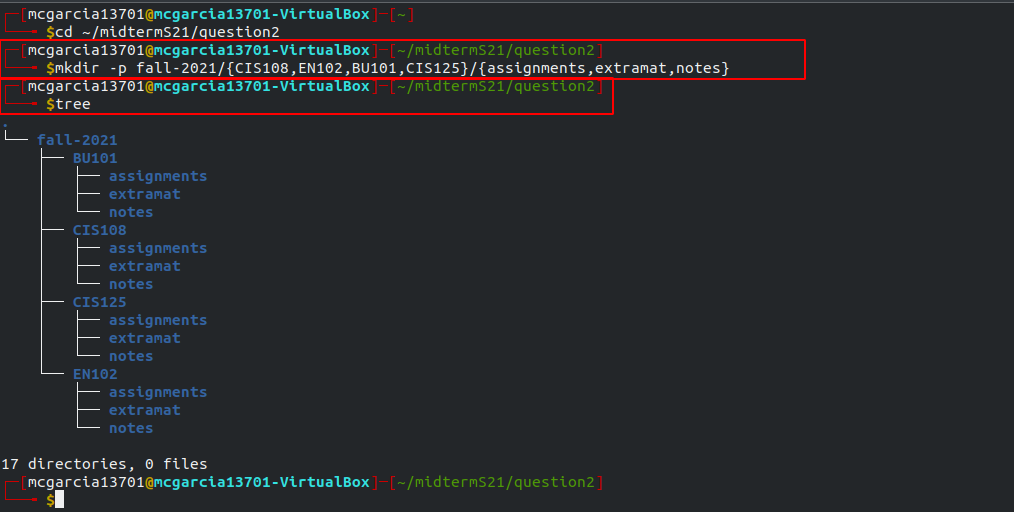 ┌─[mcgarcia13701@mcgarcia13701-VirtualBox]─[~]
└──╼ $cd ~/midtermS21/question2
┌─[mcgarcia13701@mcgarcia13701-VirtualBox]─[~/midtermS21/question2]
└──╼ $mkdir -p fall-2021/{CIS108,EN102,BU101,CIS125}/{assignments,extramat,notes}
┌─[mcgarcia13701@mcgarcia13701-VirtualBox]─[~/midtermS21/question2]
└──╼ $tree
.
└── fall-2021
    ├── BU101
    │   ├── assignments
    │   ├── extramat
    │   └── notes
    ├── CIS108
    │   ├── assignments
    │   ├── extramat
    │   └── notes
    ├── CIS125
    │   ├── assignments
    │   ├── extramat
    │   └── notes
    └── EN102
        ├── assignments
        ├── extramat
        └── notes
17 directories, 0 files
┌─[mcgarcia13701@mcgarcia13701-VirtualBox]─[~/midtermS21/question2]
└──╼ $